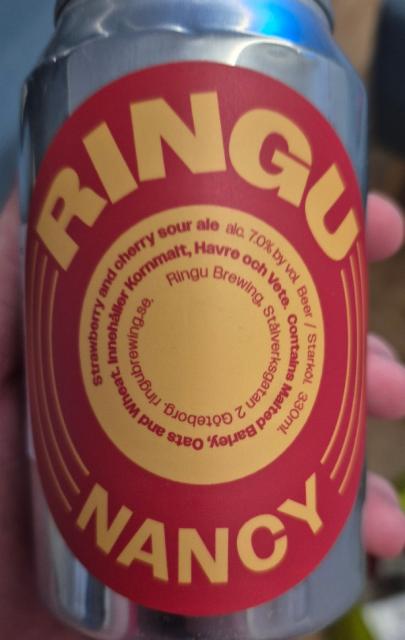 RINGU
Strawberry and cherry sour ale alc. 7.0% by vol. Beer / Starköl. 330ml.
Contains Malted Barley, Oats and Wheat. Innehåller Kornmalt, Havre och Vete.
Ringu Brewing, Stålverksgatan 2, Göteborg. ringubrewing.se.
NANCY